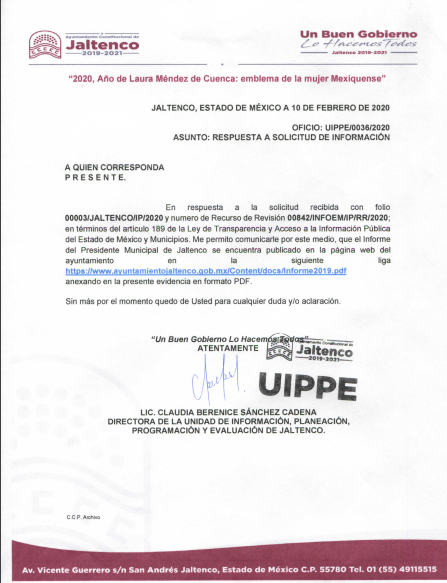 Ayuntamiento Constitucional de
Jaltenco
2019-2021
Un Buen Gobierno
Lo Hacemos Todos
Jaltenco 2019-2021
"2020, Año de Laura Méndez de Cuenca: emblema de la mujer Mexiquense"
JALTENCO, ESTADO DE MÉXICO A 10 DE FEBRERO DE 2020
OFICIO: UIPPE/0036/2020
ASUNTO: RESPUESTA A SOLICITUD DE INFORMACIÓN
A QUIEN CORRESPONDA
P R E S E N T E.
En respuesta a la solicitud recibida con folio
00003/JALTENCO/IP/2020 y numero de Recurso de Revisión 00842/INFOEM/IP/RR/2020;
en términos del articulo 189 de la Ley de Transparencia y Acceso a la Información Pública
del Estado de México y Municipios. Me permito comunicarle por este medio, que el Informe
del Presidente Municipal de Jaltenco se encuentra publicado en la página web del
ayuntamiento en la siguiente liga
https://www.ayuntamientojaltenco.gob.mx/Content/docs/Informe2019.pdf
anexando en la presente evidencia en formato PDF.
Sin más por el momento quedo de Usted para cualquier duda y/o aclaración.
"Un Buen Gobierno Lo Hacemos Todos"
ATENTAMENTE
Ayuntamiento Constitucional de
Jaltenco
2019-2021
UIPPE
LIC. CLAUDIA BERENICE SÁNCHEZ CADENA
DIRECTORA DE LA UNIDAD DE INFORMACIÓN, PLANEACIÓN,
PROGRAMACIÓN Y EVALUACIÓN DE JALTENCO.
C.C.P. Archivo
Av. Vicente Guerrero s/n San Andrés Jaltenco, Estado de México C.P. 55780 Tel. 01 (55) 49115515